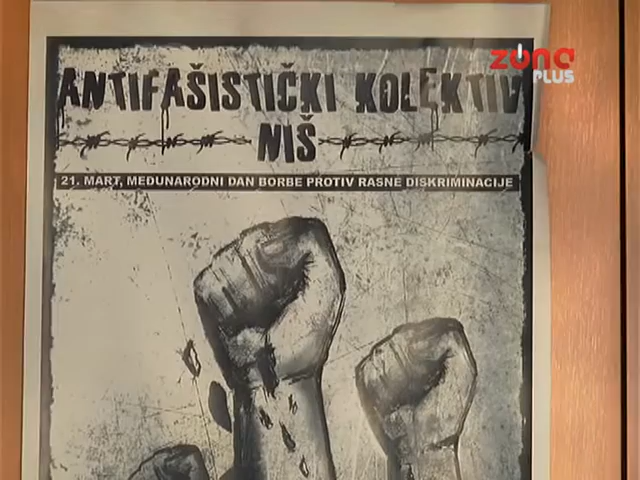 zona
PLUS
ANTIFAŠISTIČKI KOLEKTIV
NIŠ
21. MART, MEĐUNARODNI DAN BORBE PROTIV RASNE DISKRIMINACIJE